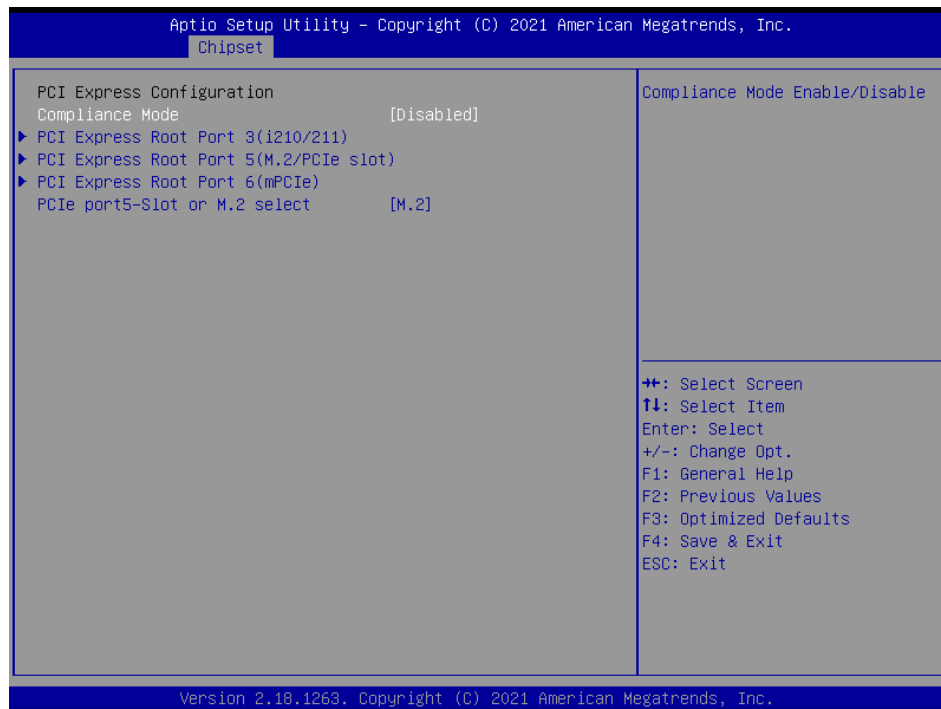 Aptio Setup Utility – Copyright (C) 2021 American Megatrends, Inc.
Chipset
PCI Express Configuration
Compliance Mode [Disabled]
PCI Express Root Port 3(i210/211)
PCI Express Root Port 5(M.2/PCIe slot)
PCI Express Root Port 6(mPCIe)
PCIe port5-Slot or M.2 select [M.2]
Compliance Mode Enable/Disable
→←: Select Screen
↑↓: Select Item
Enter: Select
+/-: Change Opt.
F1: General Help
F2: Previous Values
F3: Optimized Defaults
F4: Save & Exit
ESC: Exit
Version 2.18.1263. Copyright (C) 2021 American Megatrends, Inc.